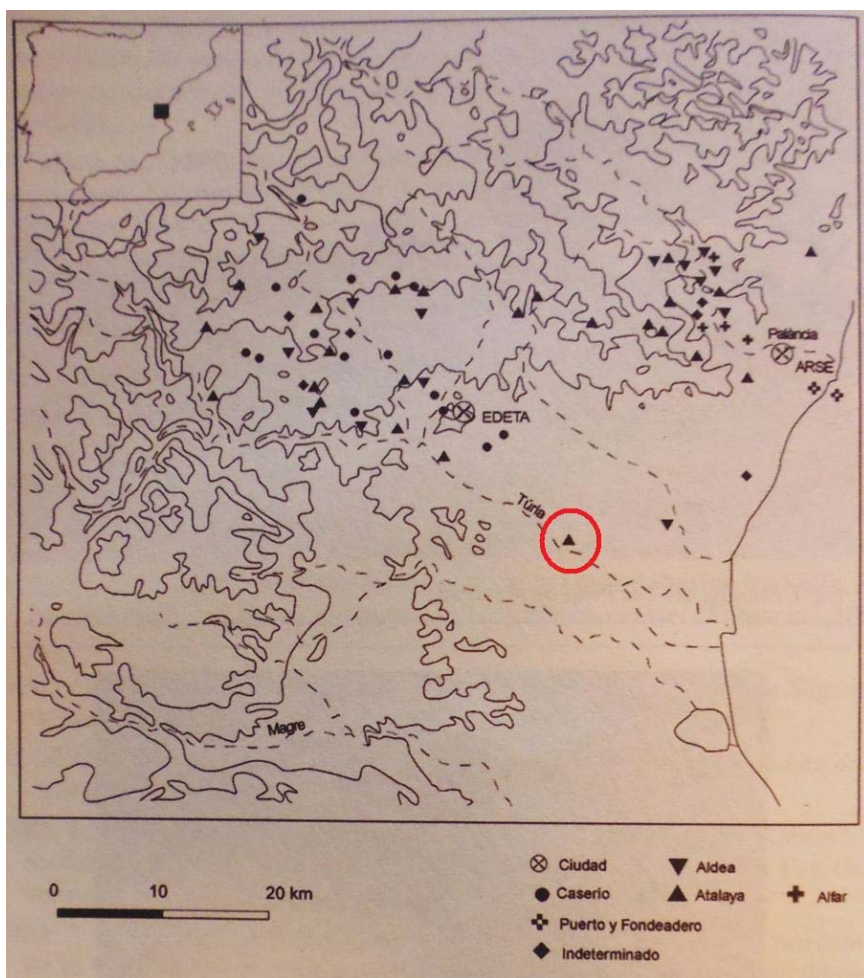 Palància
ARSE
EDETA
Túria
Magre
0 10 20 km
Ciudad
Aldea
Caserío
Atalaya
Alfar
Puerto y Fondeadero
Indeterminado